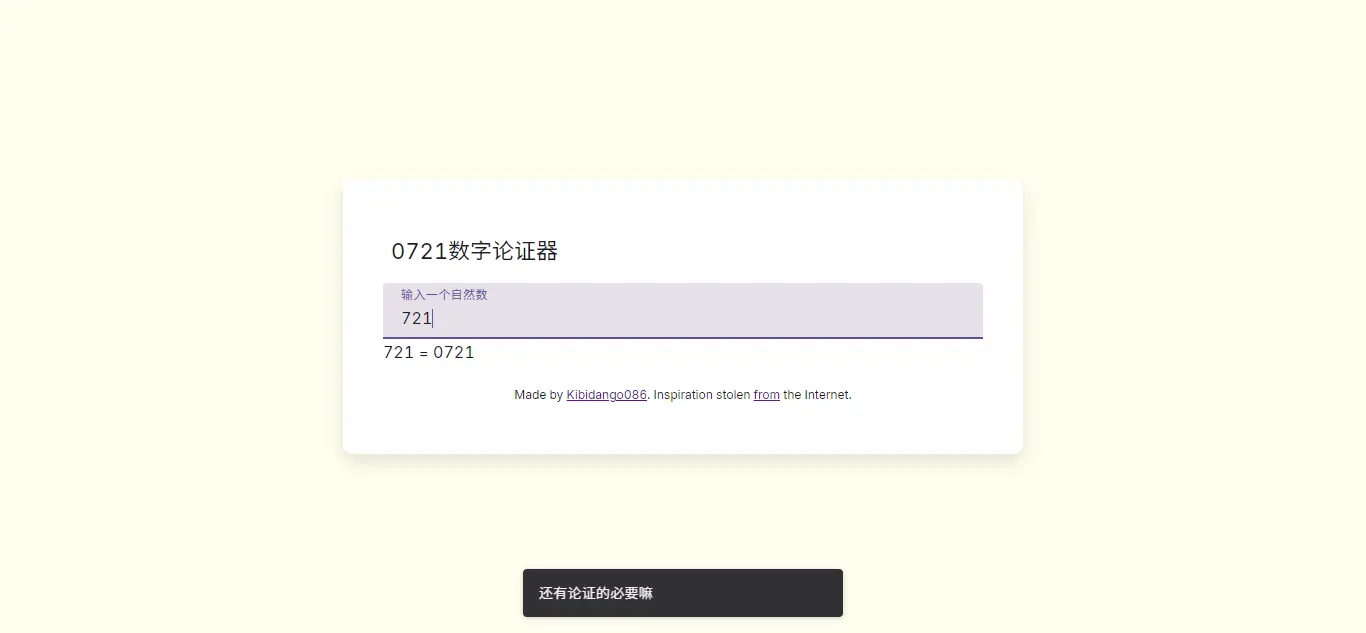 0721数字论证器
输入一个自然数
721
721 = 0721
Made by Kibidango086. Inspiration stolen from the Internet.
还有论证的必要嘛